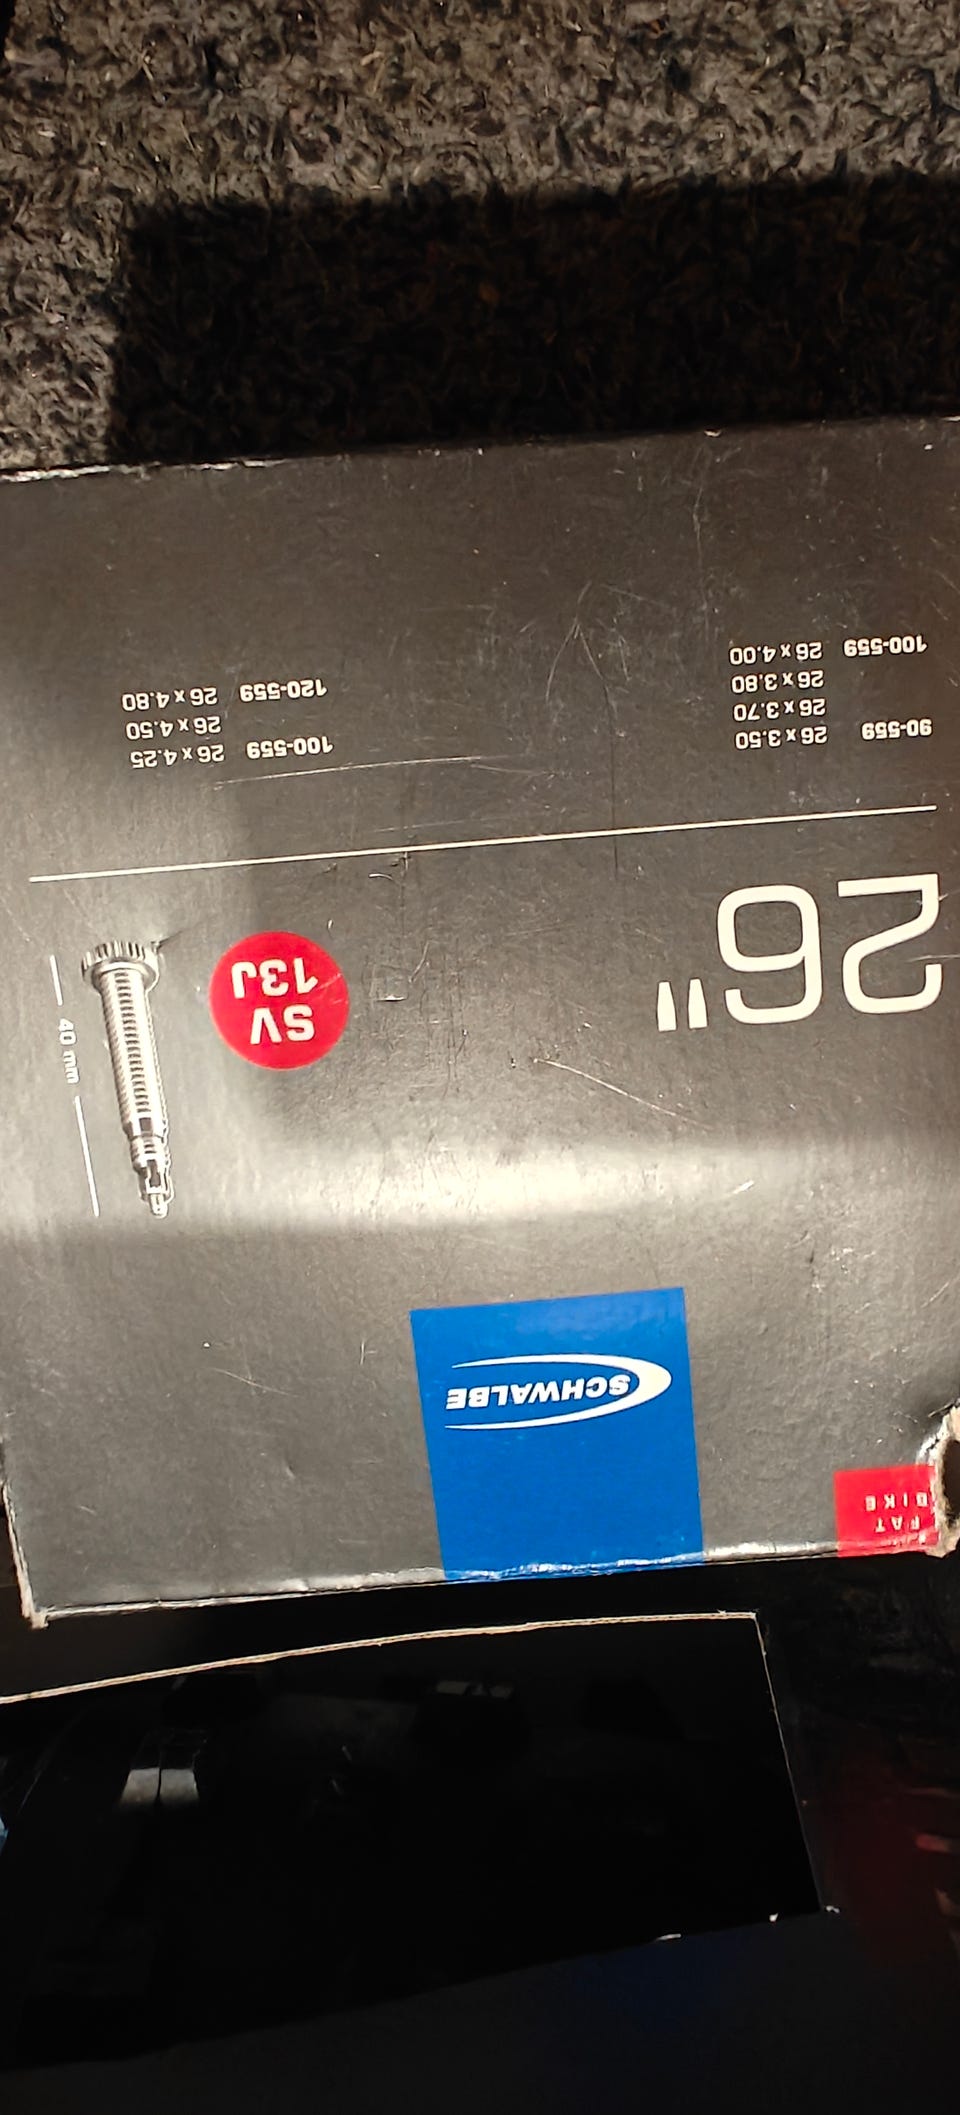 FAT
BIKE
SCHWALBE
26"
SV
13J
40 mm
90-559 26 x 3.50
26 x 3.70
26 x 3.80
100-559 26 x 4.00
100-559 26 x 4.25
26 x 4.50
120-559 26 x 4.80